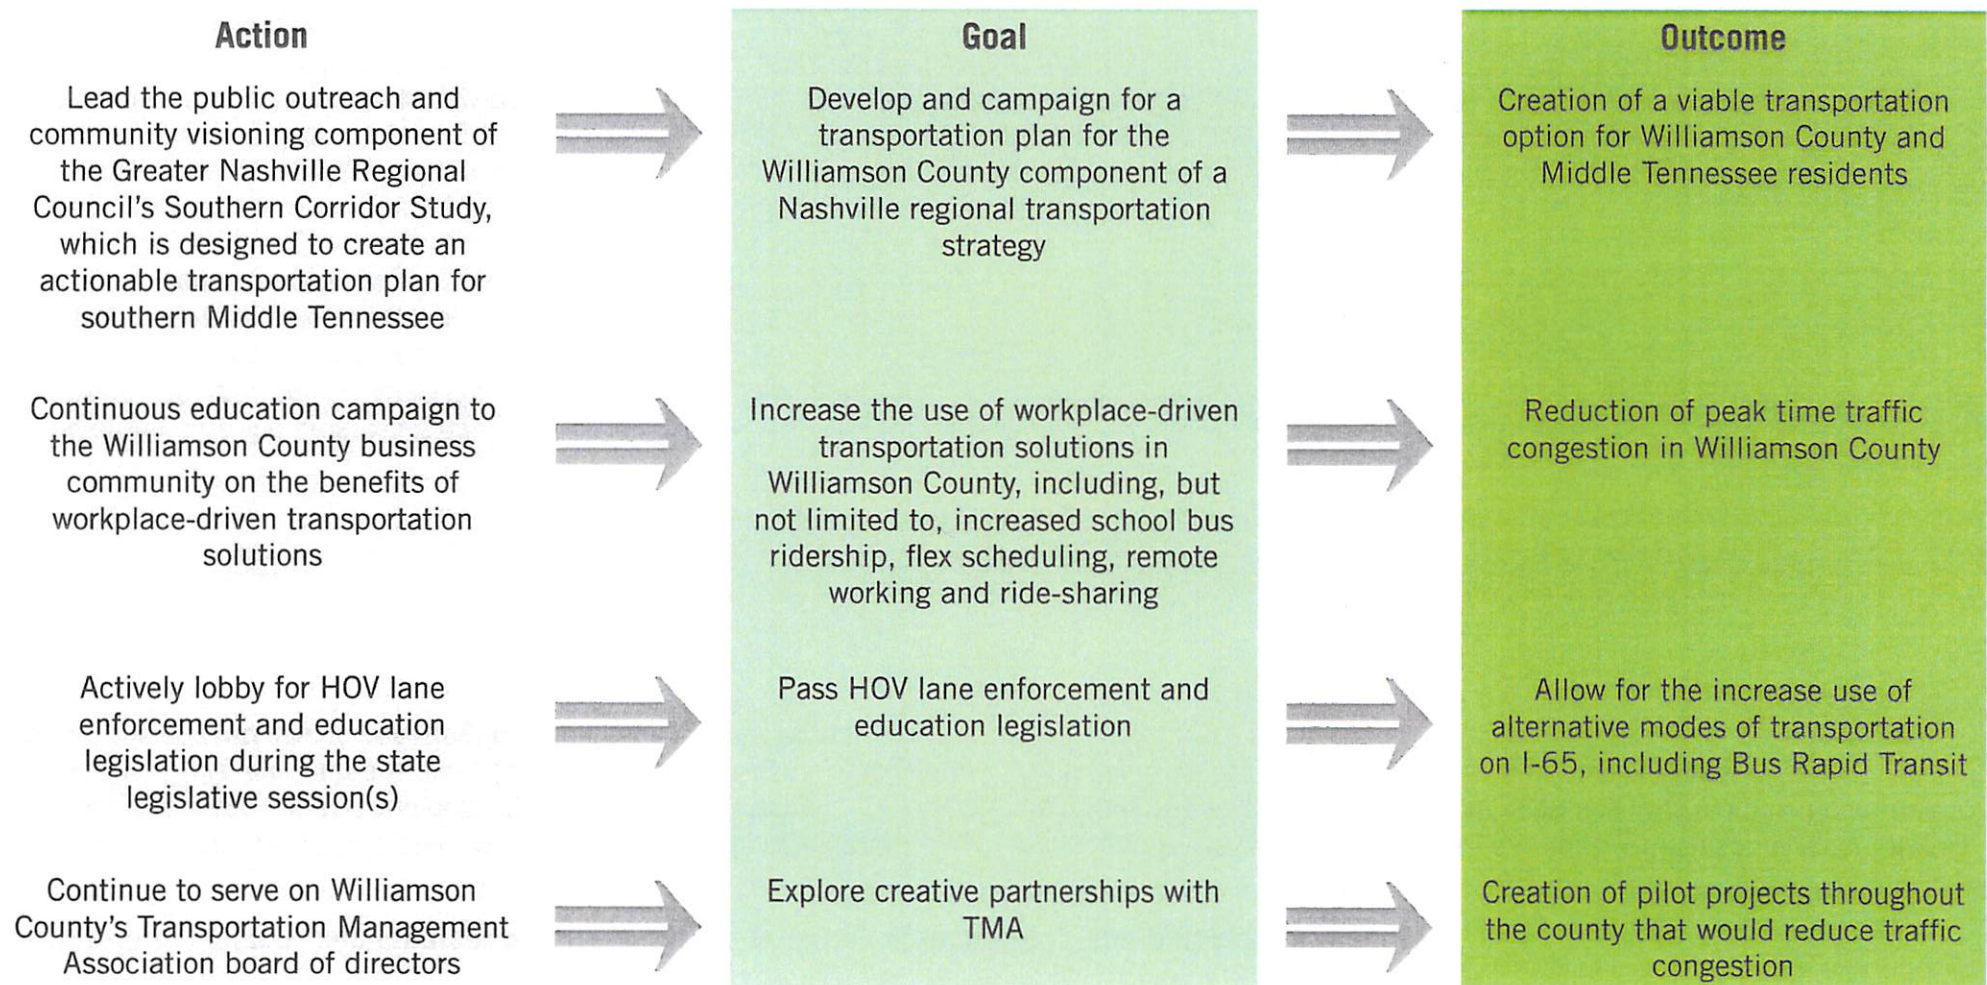 Action
Goal
Outcome
Lead the public outreach and
community visioning component of
the Greater Nashville Regional
Council's Southern Corridor Study,
which is designed to create an
actionable transportation plan for
southern Middle Tennessee
Develop and campaign for a
transportation plan for the
Williamson County component of a
Nashville regional transportation
strategy
Creation of a viable transportation
option for Williamson County and
Middle Tennessee residents
Continuous education campaign to
the Williamson County business
community on the benefits of
workplace-driven transportation
solutions
Increase the use of workplace-driven
transportation solutions in
Williamson County, including, but
not limited to, increased school bus
ridership, flex scheduling, remote
working and ride-sharing
Reduction of peak time traffic
congestion in Williamson County
Actively lobby for HOV lane
enforcement and education
legislation during the state
legislative session(s)
Pass HOV lane enforcement and
education legislation
Allow for the increase use of
alternative modes of transportation
on I-65, including Bus Rapid Transit
Continue to serve on Williamson
County's Transportation Management
Association board of directors
Explore creative partnerships with
TMA
Creation of pilot projects throughout
the county that would reduce traffic
congestion